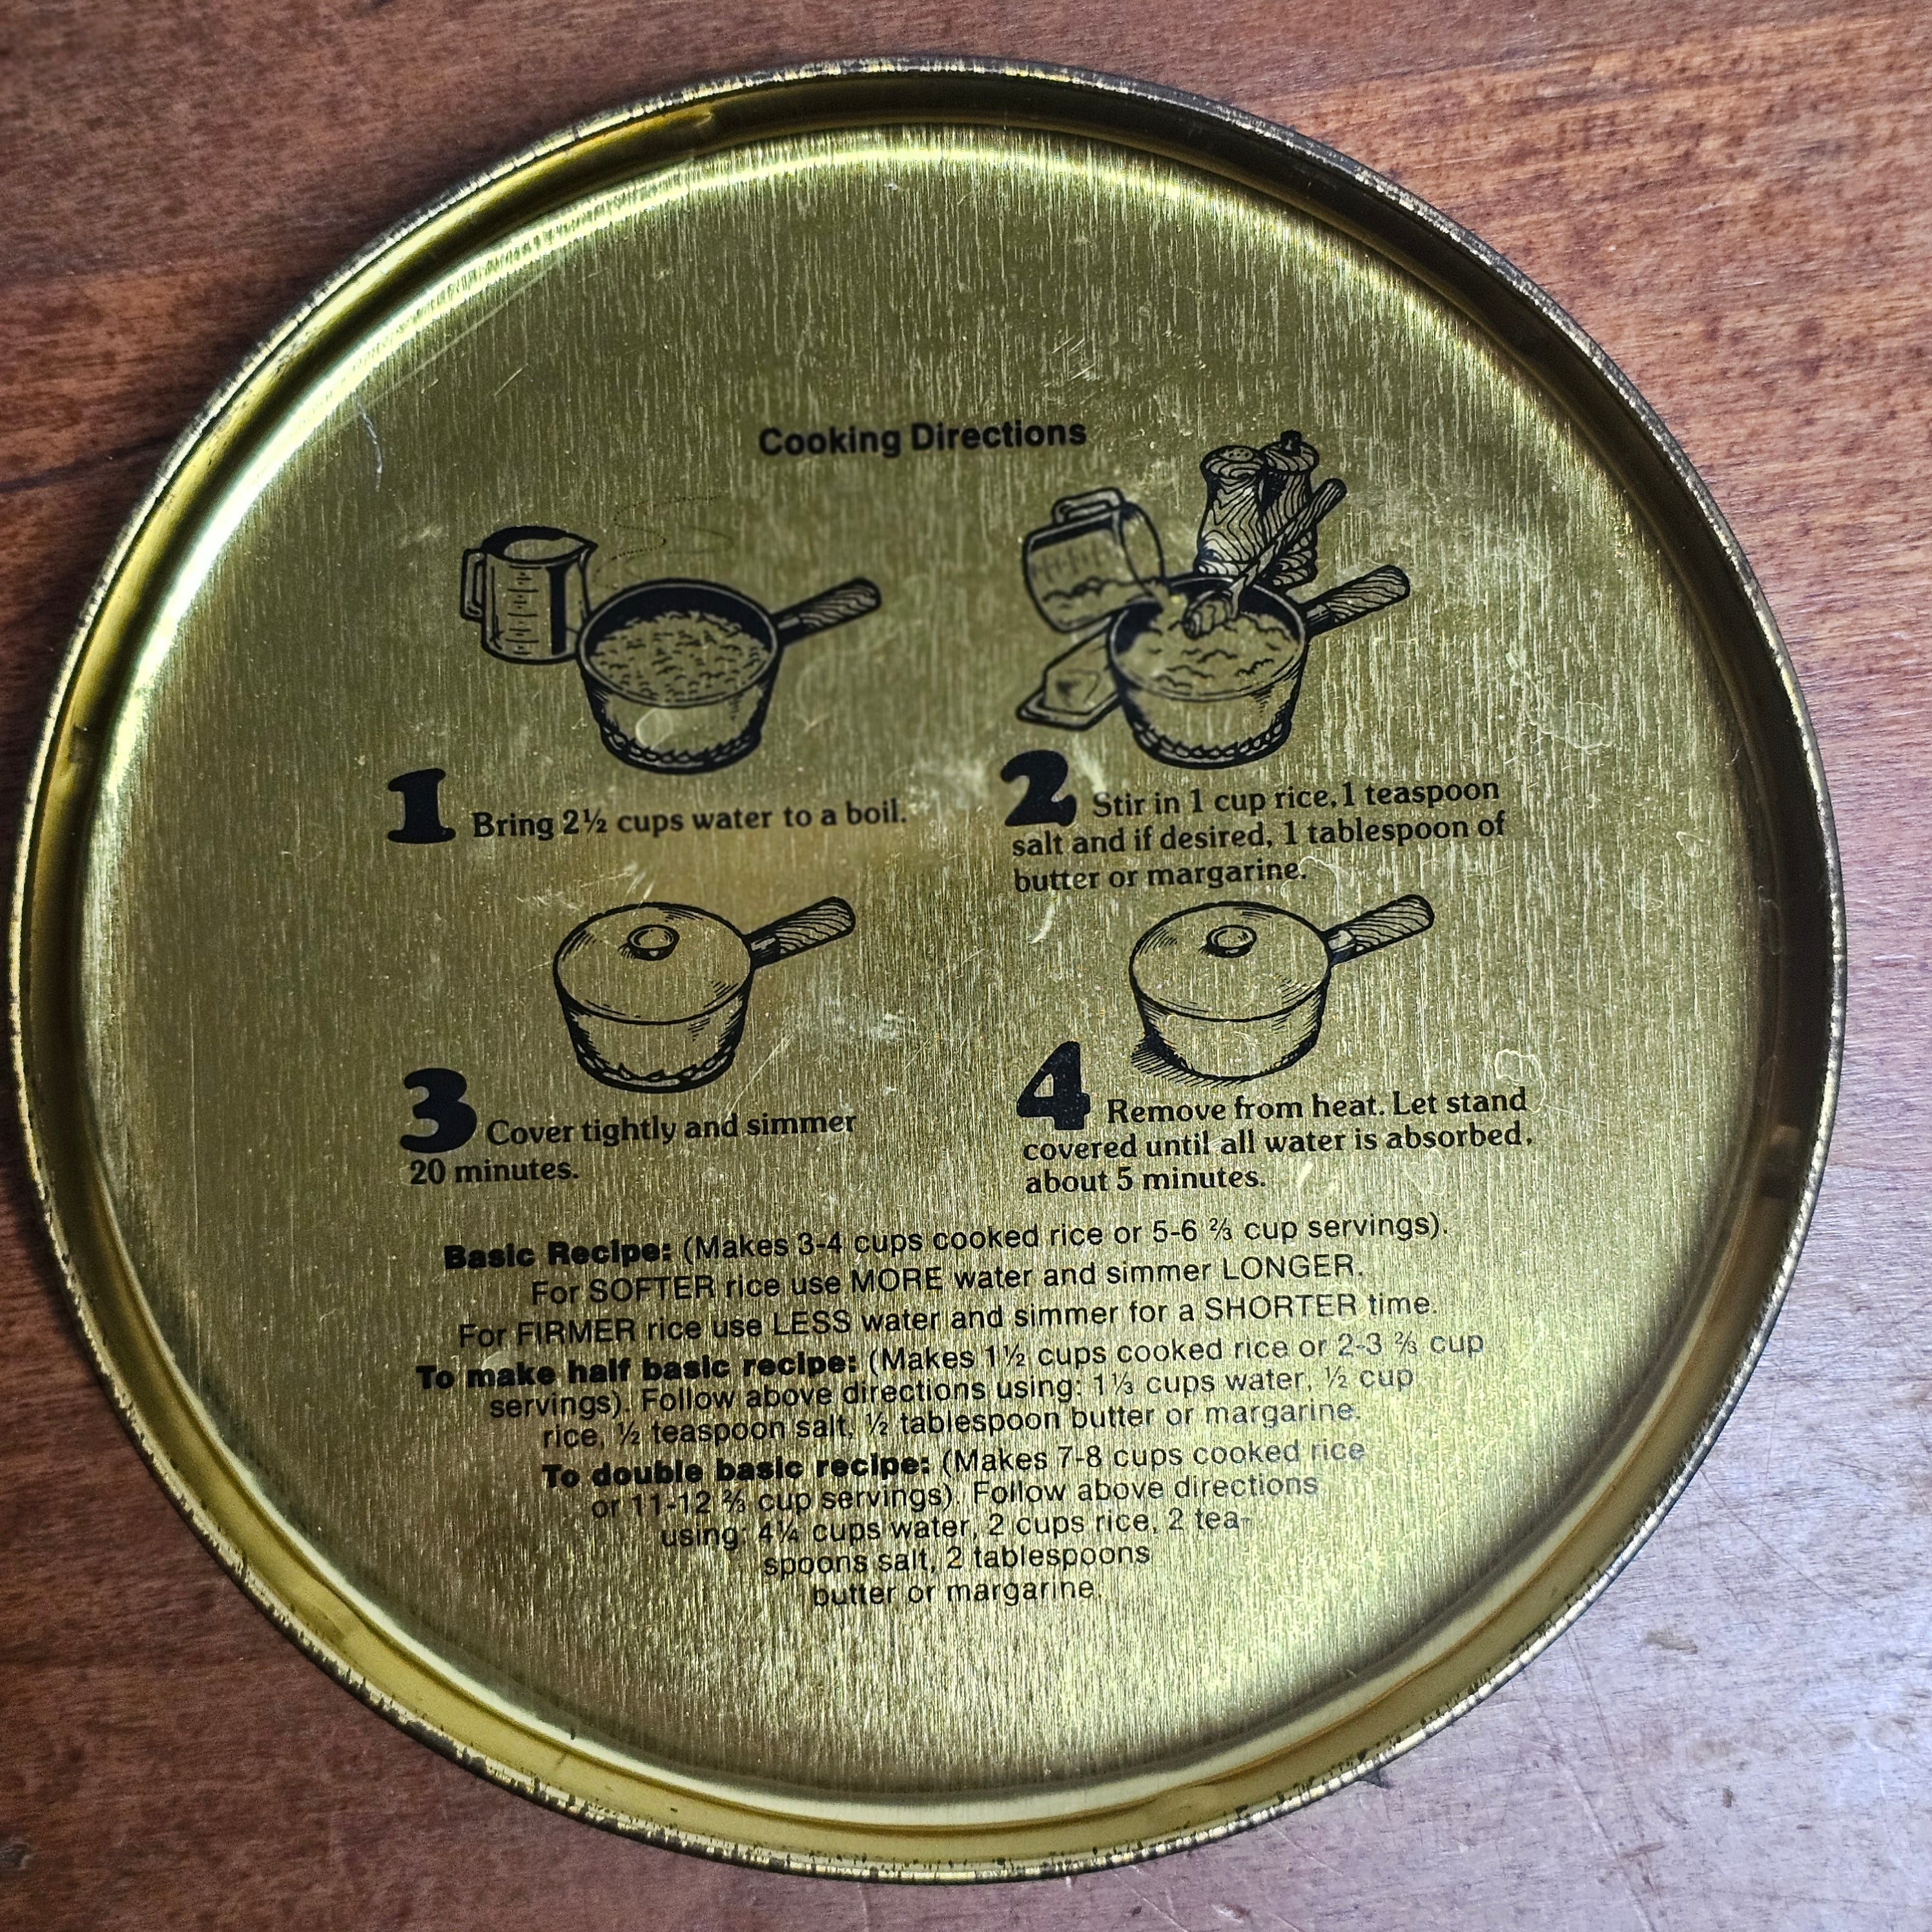 Cooking Directions
1 Bring 2½ cups water to a boil.
2 Stir in 1 cup rice, 1 teaspoon
salt and if desired, 1 tablespoon of
butter or margarine.
3 Cover tightly and simmer
20 minutes.
4 Remove from heat. Let stand
covered until all water is absorbed,
about 5 minutes.
Basic Recipe: (Makes 3-4 cups cooked rice or 5-6 ⅔ cup servings).
For SOFTER rice use MORE water and simmer LONGER.
For FIRMER rice use LESS water and simmer for a SHORTER time.
To make half basic recipe: (Makes 1½ cups cooked rice or 2-3 ⅔ cup
servings). Follow above directions using: 1⅓ cups water, ½ cup
rice, ½ teaspoon salt, ½ tablespoon butter or margarine.
To double basic recipe: (Makes 7-8 cups cooked rice
or 11-12 ⅔ cup servings). Follow above directions
using: 4¼ cups water, 2 cups rice, 2 tea-
spoons salt, 2 tablespoons
butter or margarine.